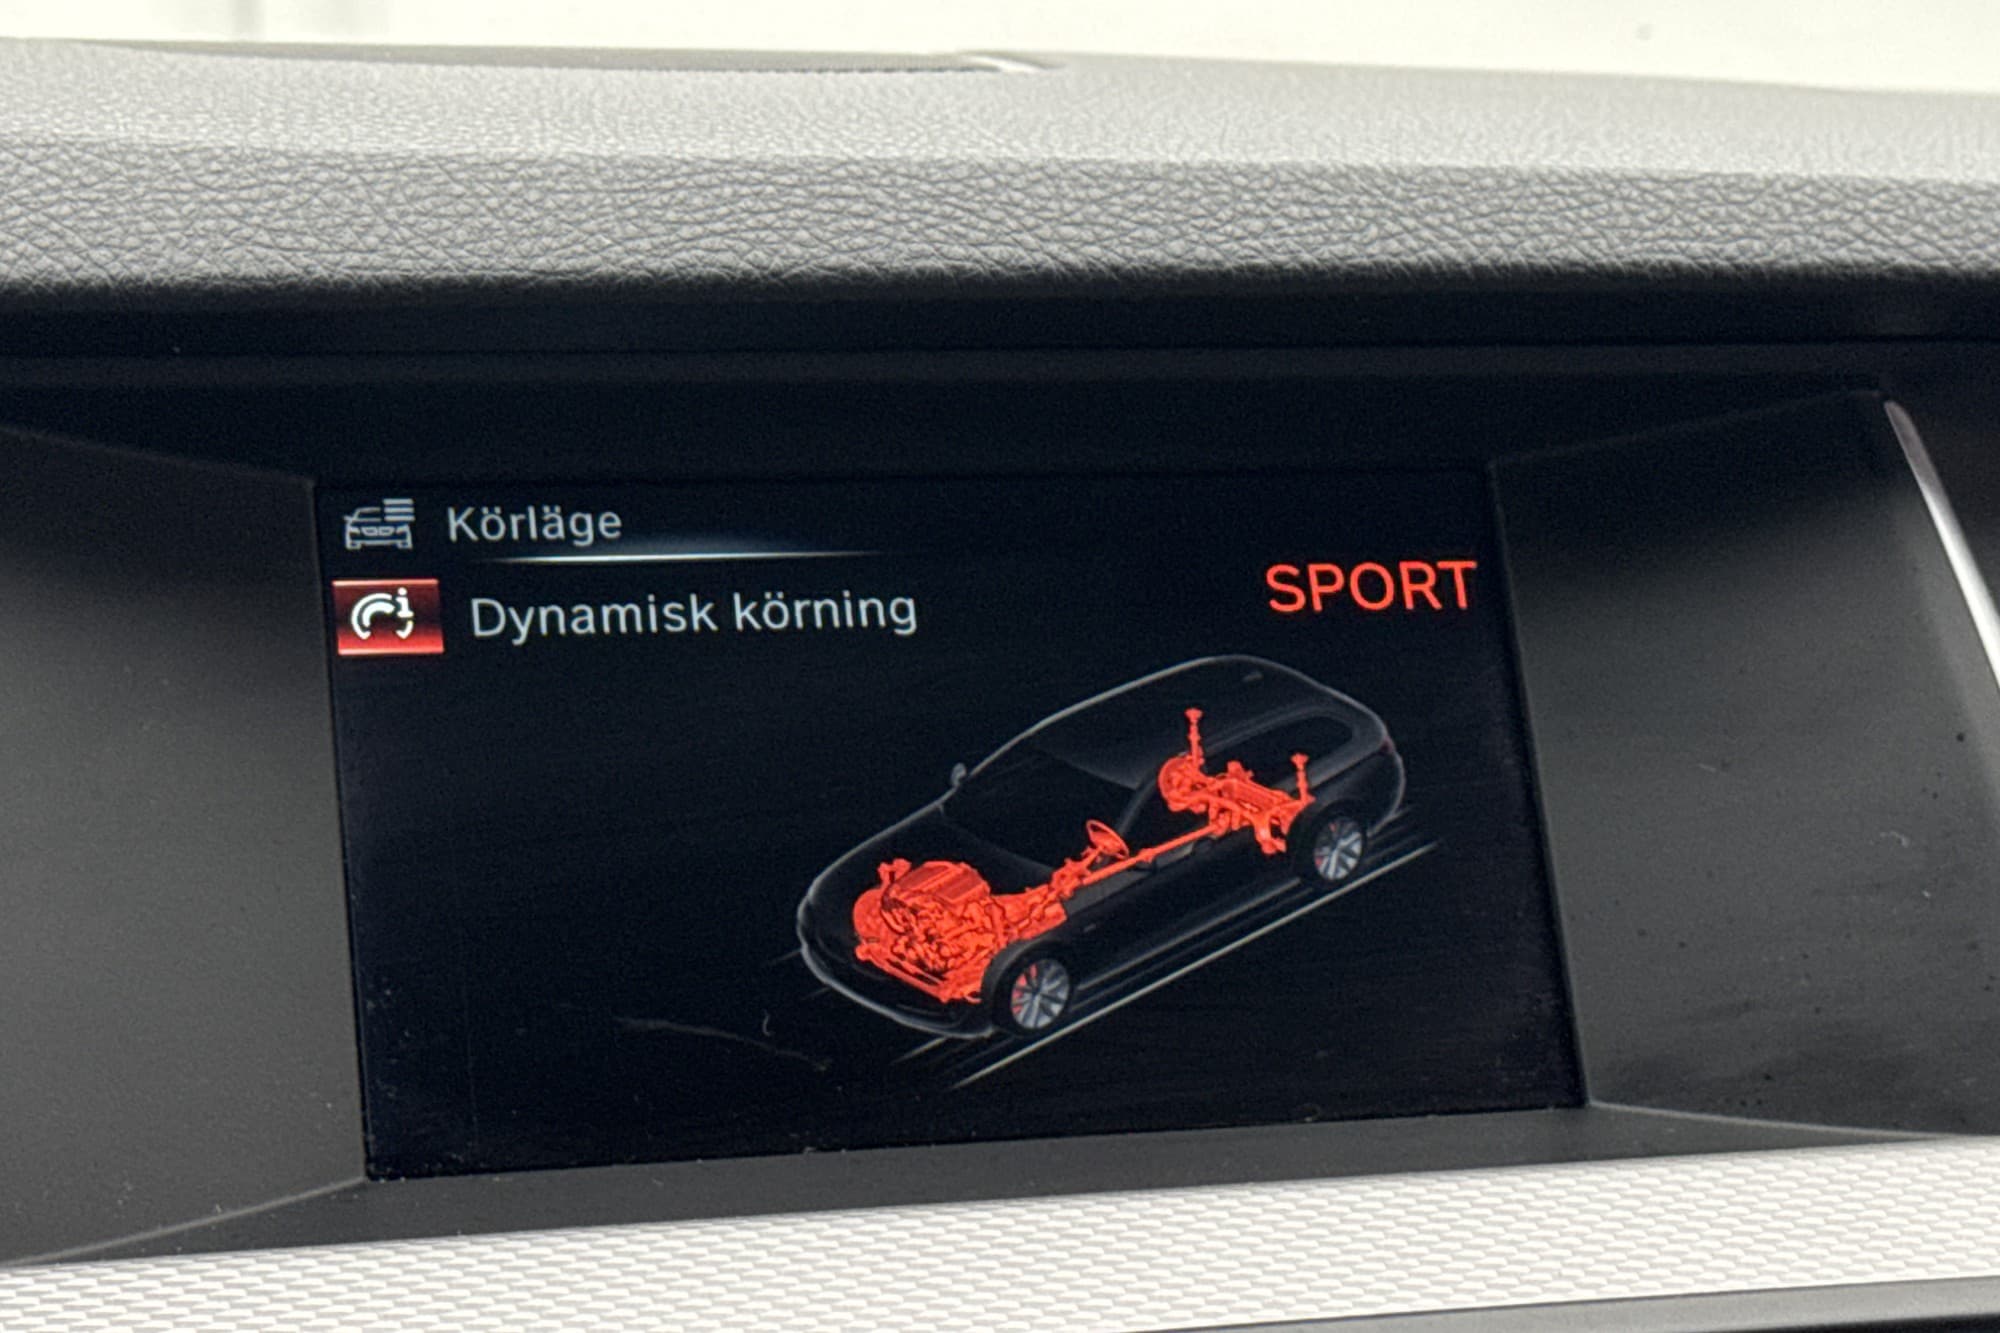 Körläge
Dynamisk körning
SPORT